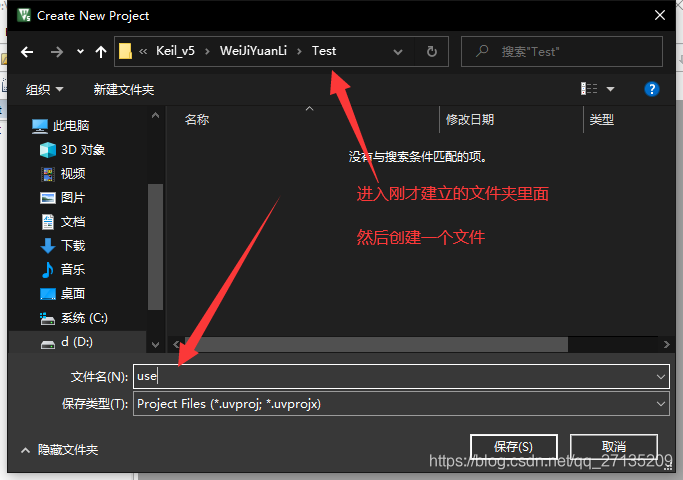 Create New Project
« Keil_v5 › WeiJiYuanLi › Test
搜索"Test"
组织
新建文件夹
名称
修改日期
类型
没有与搜索条件匹配的项。
此电脑
3D 对象
视频
图片
文档
下载
音乐
桌面
系统 (C:)
d (D:)
进入刚才建立的文件夹里面
然后创建一个文件
文件名(N):
use
保存类型(T):
Project Files (*.uvproj; *.uvprojx)
隐藏文件夹
保存(S)
取消
https://blog.csdn.net/qq_27135209